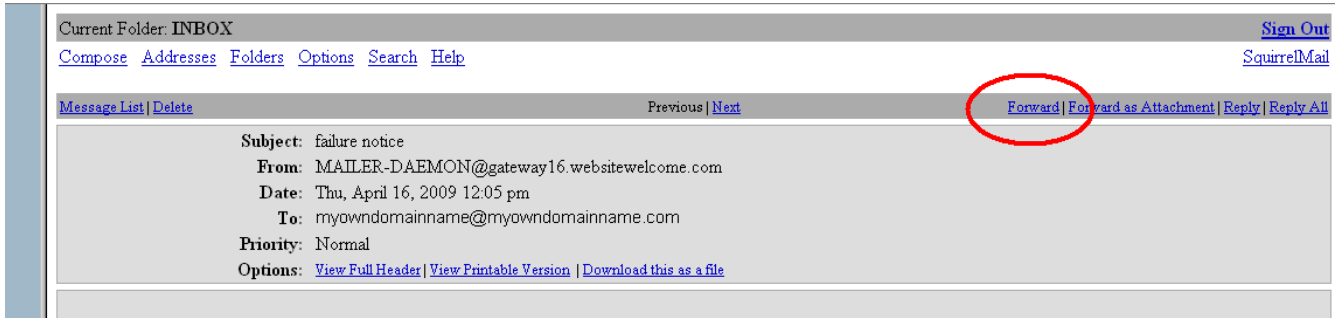 Current Folder: INBOX Sign Out
Compose Addresses Folders Options Search Help SquirrelMail
Message List | Delete Previous | Next Forward | Forward as Attachment | Reply | Reply All
Subject: failure notice
From: MAILER-DAEMON@gateway16.websitewelcome.com
Date: Thu, April 16, 2009 12:05 pm
To: myowndomainname@myowndomainname.com
Priority: Normal
Options: View Full Header | View Printable Version | Download this as a file